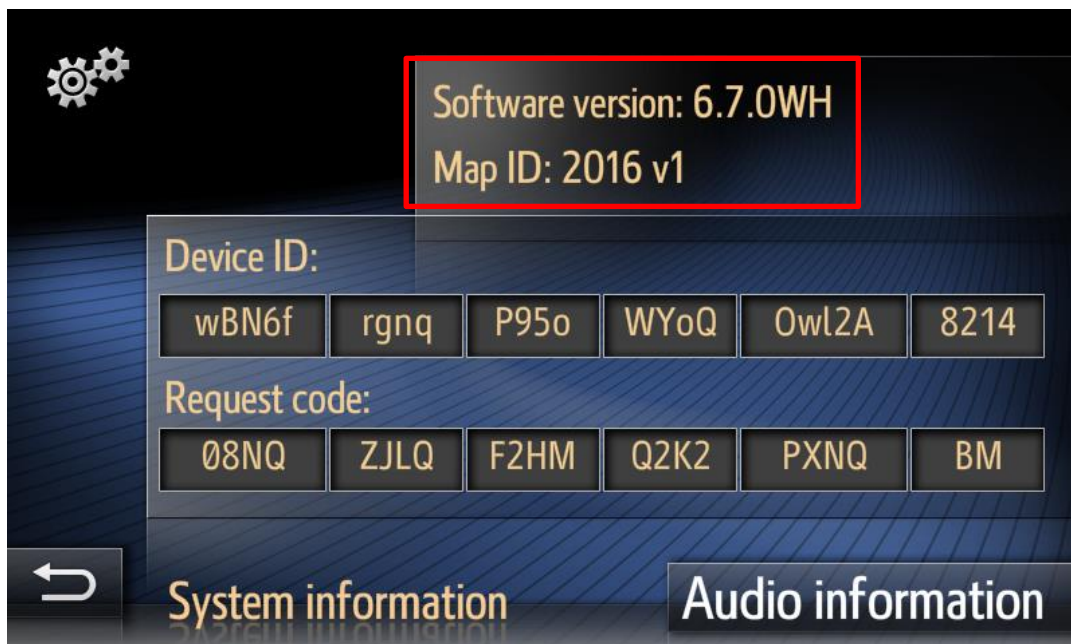 Software version: 6.7.0WH
Map ID: 2016 v1
Device ID:
wBN6f rgnq P95o WYoQ Owl2A 8214
Request code:
08NQ ZJLQ F2HM Q2K2 PXNQ BM
System information
Audio information